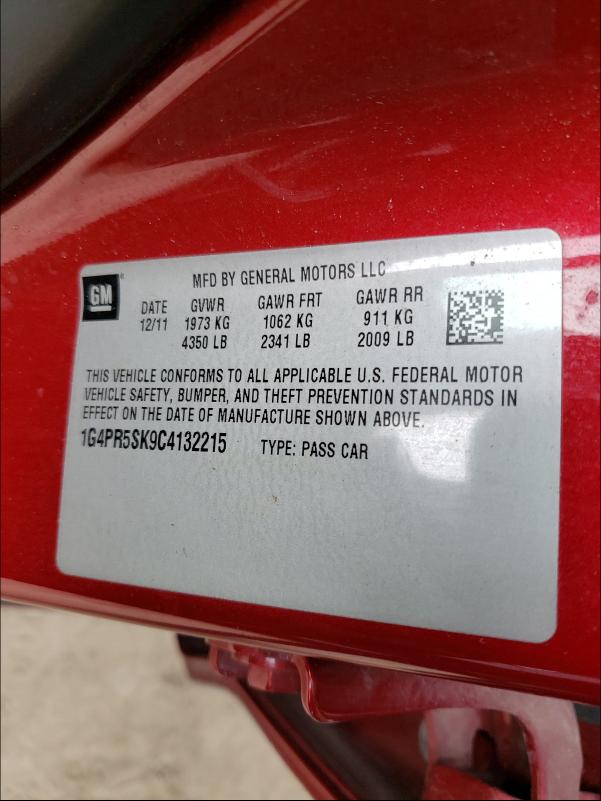 GM
MFD BY GENERAL MOTORS LLC
DATE GVWR GAWR FRT GAWR RR
12/11 1973 KG 1062 KG 911 KG
4350 LB 2341 LB 2009 LB
THIS VEHICLE CONFORMS TO ALL APPLICABLE U.S. FEDERAL MOTOR
VEHICLE SAFETY, BUMPER, AND THEFT PREVENTION STANDARDS IN
EFFECT ON THE DATE OF MANUFACTURE SHOWN ABOVE.
1G4PR5SK9C4132215 TYPE: PASS CAR